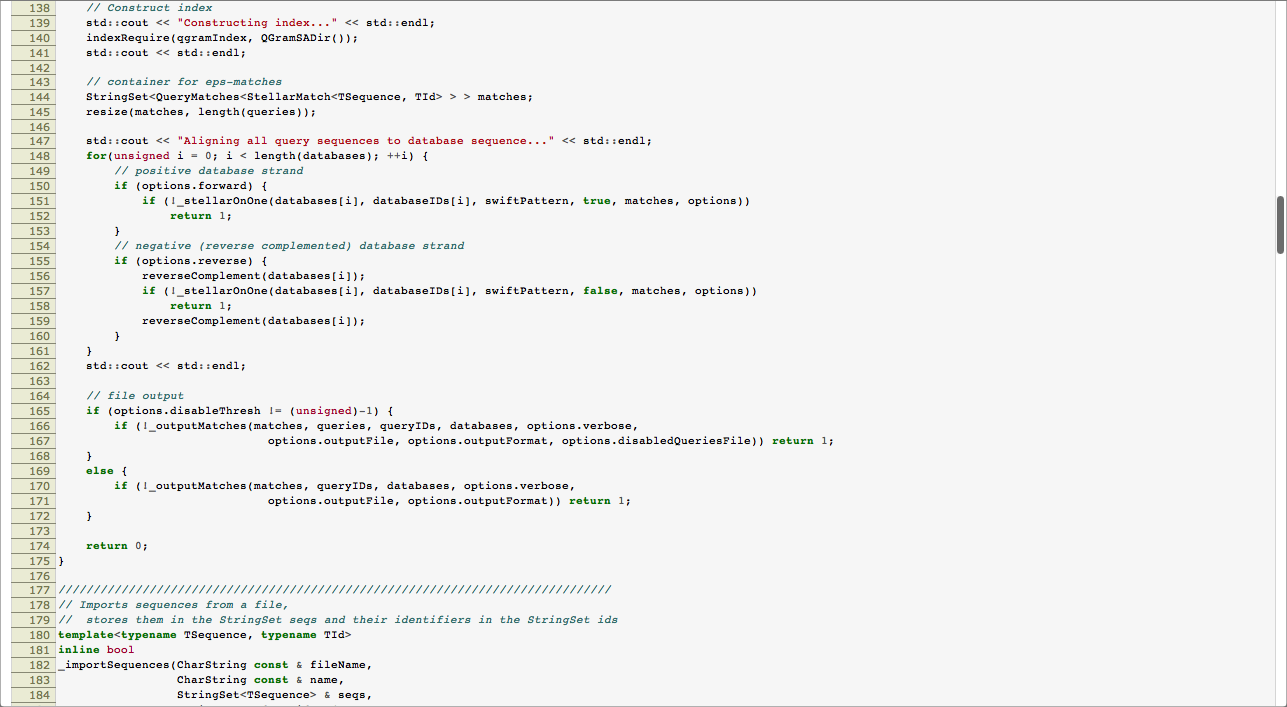 138 // Construct index
139 std::cout << "Constructing index..." << std::endl;
140 indexRequire(qgramIndex, QGramSADir());
141 std::cout << std::endl;
142
143 // container for eps-matches
144 StringSet<QueryMatches<StellarMatch<TSequence, TId> > > matches;
145 resize(matches, length(queries));
146
147 std::cout << "Aligning all query sequences to database sequence..." << std::endl;
148 for(unsigned i = 0; i < length(databases); ++i) {
149 // positive database strand
150 if (options.forward) {
151 if (!_stellarOnOne(databases[i], databaseIDs[i], swiftPattern, true, matches, options))
152 return 1;
153 }
154 // negative (reverse complemented) database strand
155 if (options.reverse) {
156 reverseComplement(databases[i]);
157 if (!_stellarOnOne(databases[i], databaseIDs[i], swiftPattern, false, matches, options))
158 return 1;
159 reverseComplement(databases[i]);
160 }
161 }
162 std::cout << std::endl;
163
164 // file output
165 if (options.disableThresh != (unsigned)-1) {
166 if (!_outputMatches(matches, queries, queryIDs, databases, options.verbose,
167 options.outputFile, options.outputFormat, options.disabledQueriesFile)) return 1;
168 }
169 else {
170 if (!_outputMatches(matches, queryIDs, databases, options.verbose,
171 options.outputFile, options.outputFormat)) return 1;
172 }
173
174 return 0;
175 }
176
177 ///////////////////////////////////////////////////////////////////////////////
178 // Imports sequences from a file,
179 //  stores them in the StringSet seqs and their identifiers in the StringSet ids
180 template<typename TSequence, typename TId>
181 inline bool
182 _importSequences(CharString const & fileName,
183 CharString const & name,
184 StringSet<TSequence> & seqs,